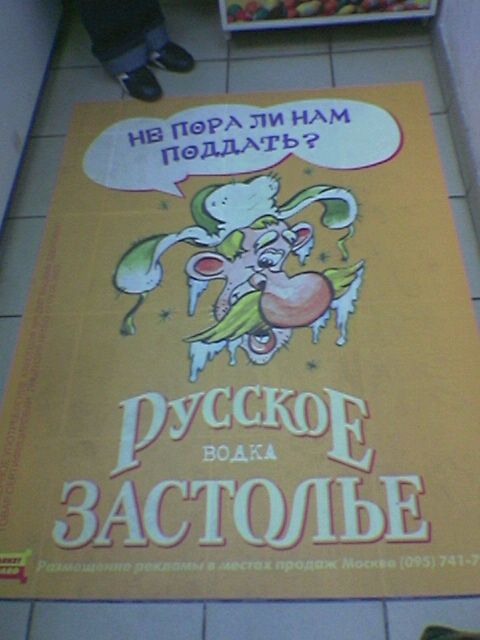 НЕ ПОРА ЛИ НАМ
ПОДДАТЬ?
РУССКОЕ
ВОДКА
ЗАСТОЛЬЕ
Размещение рекламы в местах продаж Москва (095) 741-7